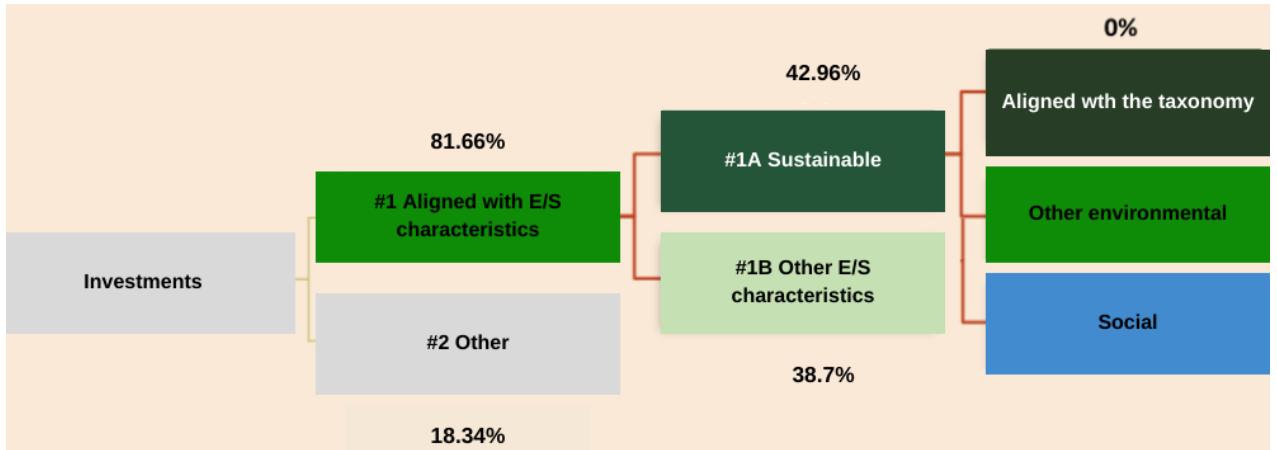 0%
42.96%
Aligned wth the taxonomy
81.66%
#1A Sustainable
#1 Aligned with E/S
characteristics
Other environmental
Investments
#1B Other E/S
characteristics
#2 Other
Social
38.7%
18.34%